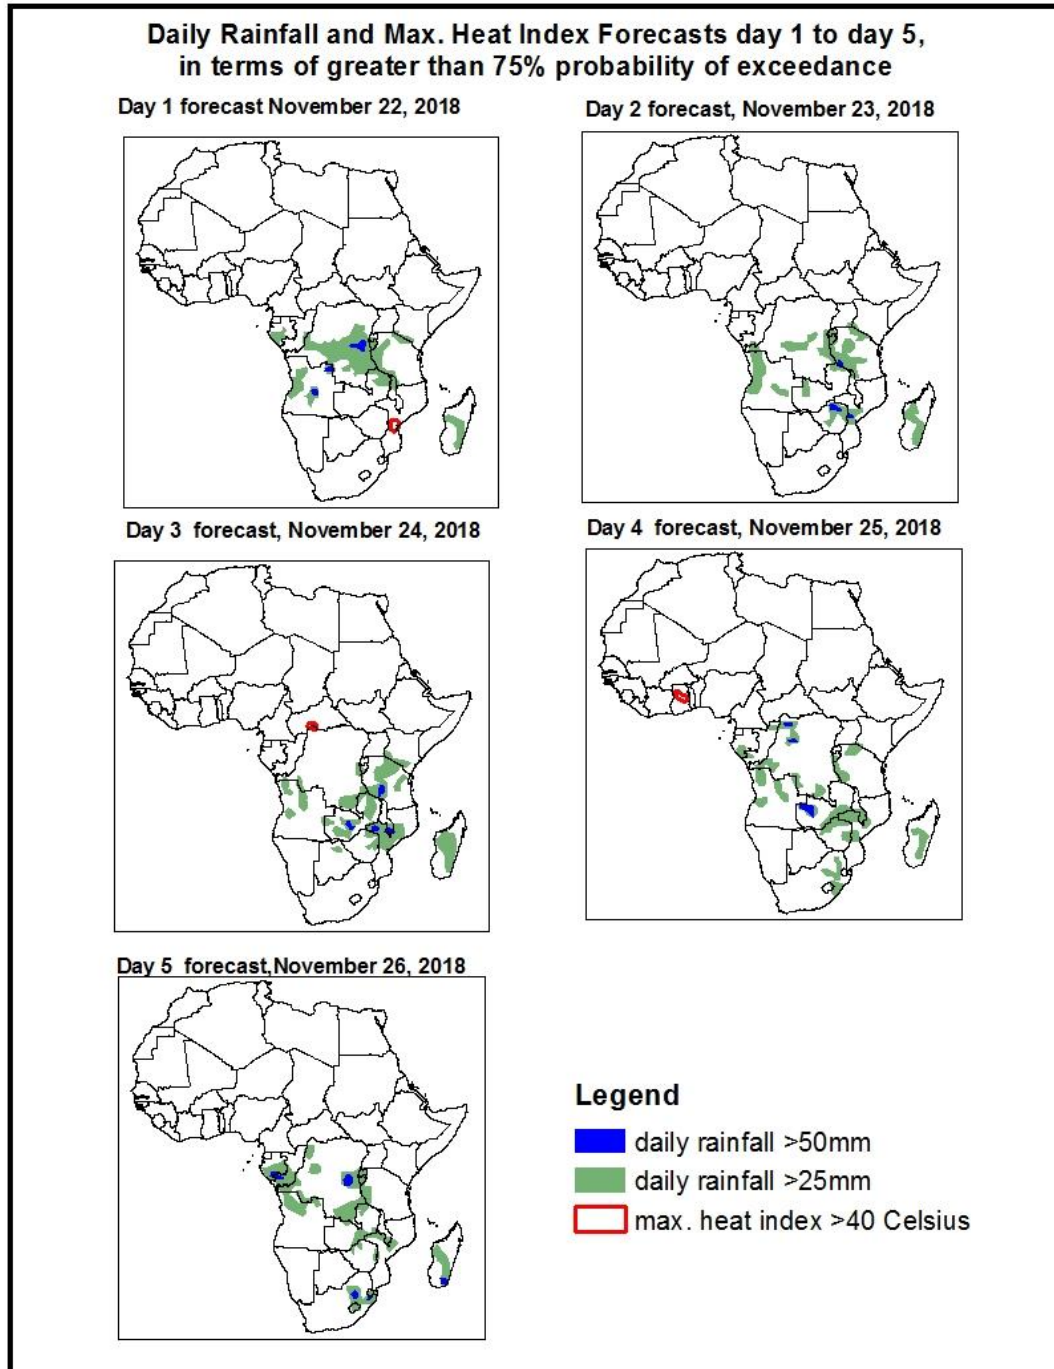 Daily Rainfall and Max. Heat Index Forecasts day 1 to day 5,
in terms of greater than 75% probability of exceedance
Day 1 forecast November 22, 2018
Day 2 forecast, November 23, 2018
Day 3 forecast, November 24, 2018
Day 4 forecast, November 25, 2018
Day 5 forecast,November 26, 2018
Legend
daily rainfall >50mm
daily rainfall >25mm
max. heat index >40 Celsius